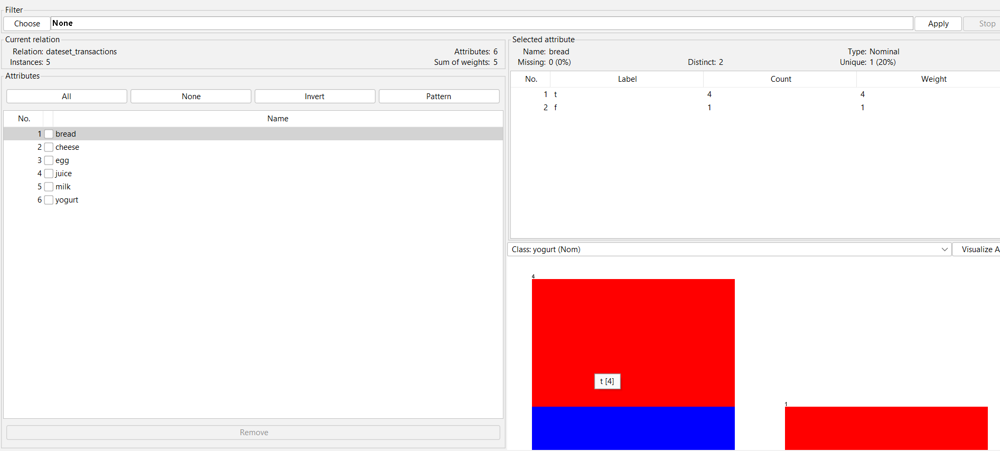 Filter
Choose None Apply Stop
Current relation
Relation: dateset_transactions Attributes: 6
Instances: 5 Sum of weights: 5
Attributes
All None Invert Pattern
No. Name
1 bread
2 cheese
3 egg
4 juice
5 milk
6 yogurt
Remove
Selected attribute
Name: bread Type: Nominal
Missing: 0 (0%) Distinct: 2 Unique: 1 (20%)
No. Label Count Weight
1 t 4 4
2 f 1 1
Class: yogurt (Nom) Visualize A
4
t [4]
1